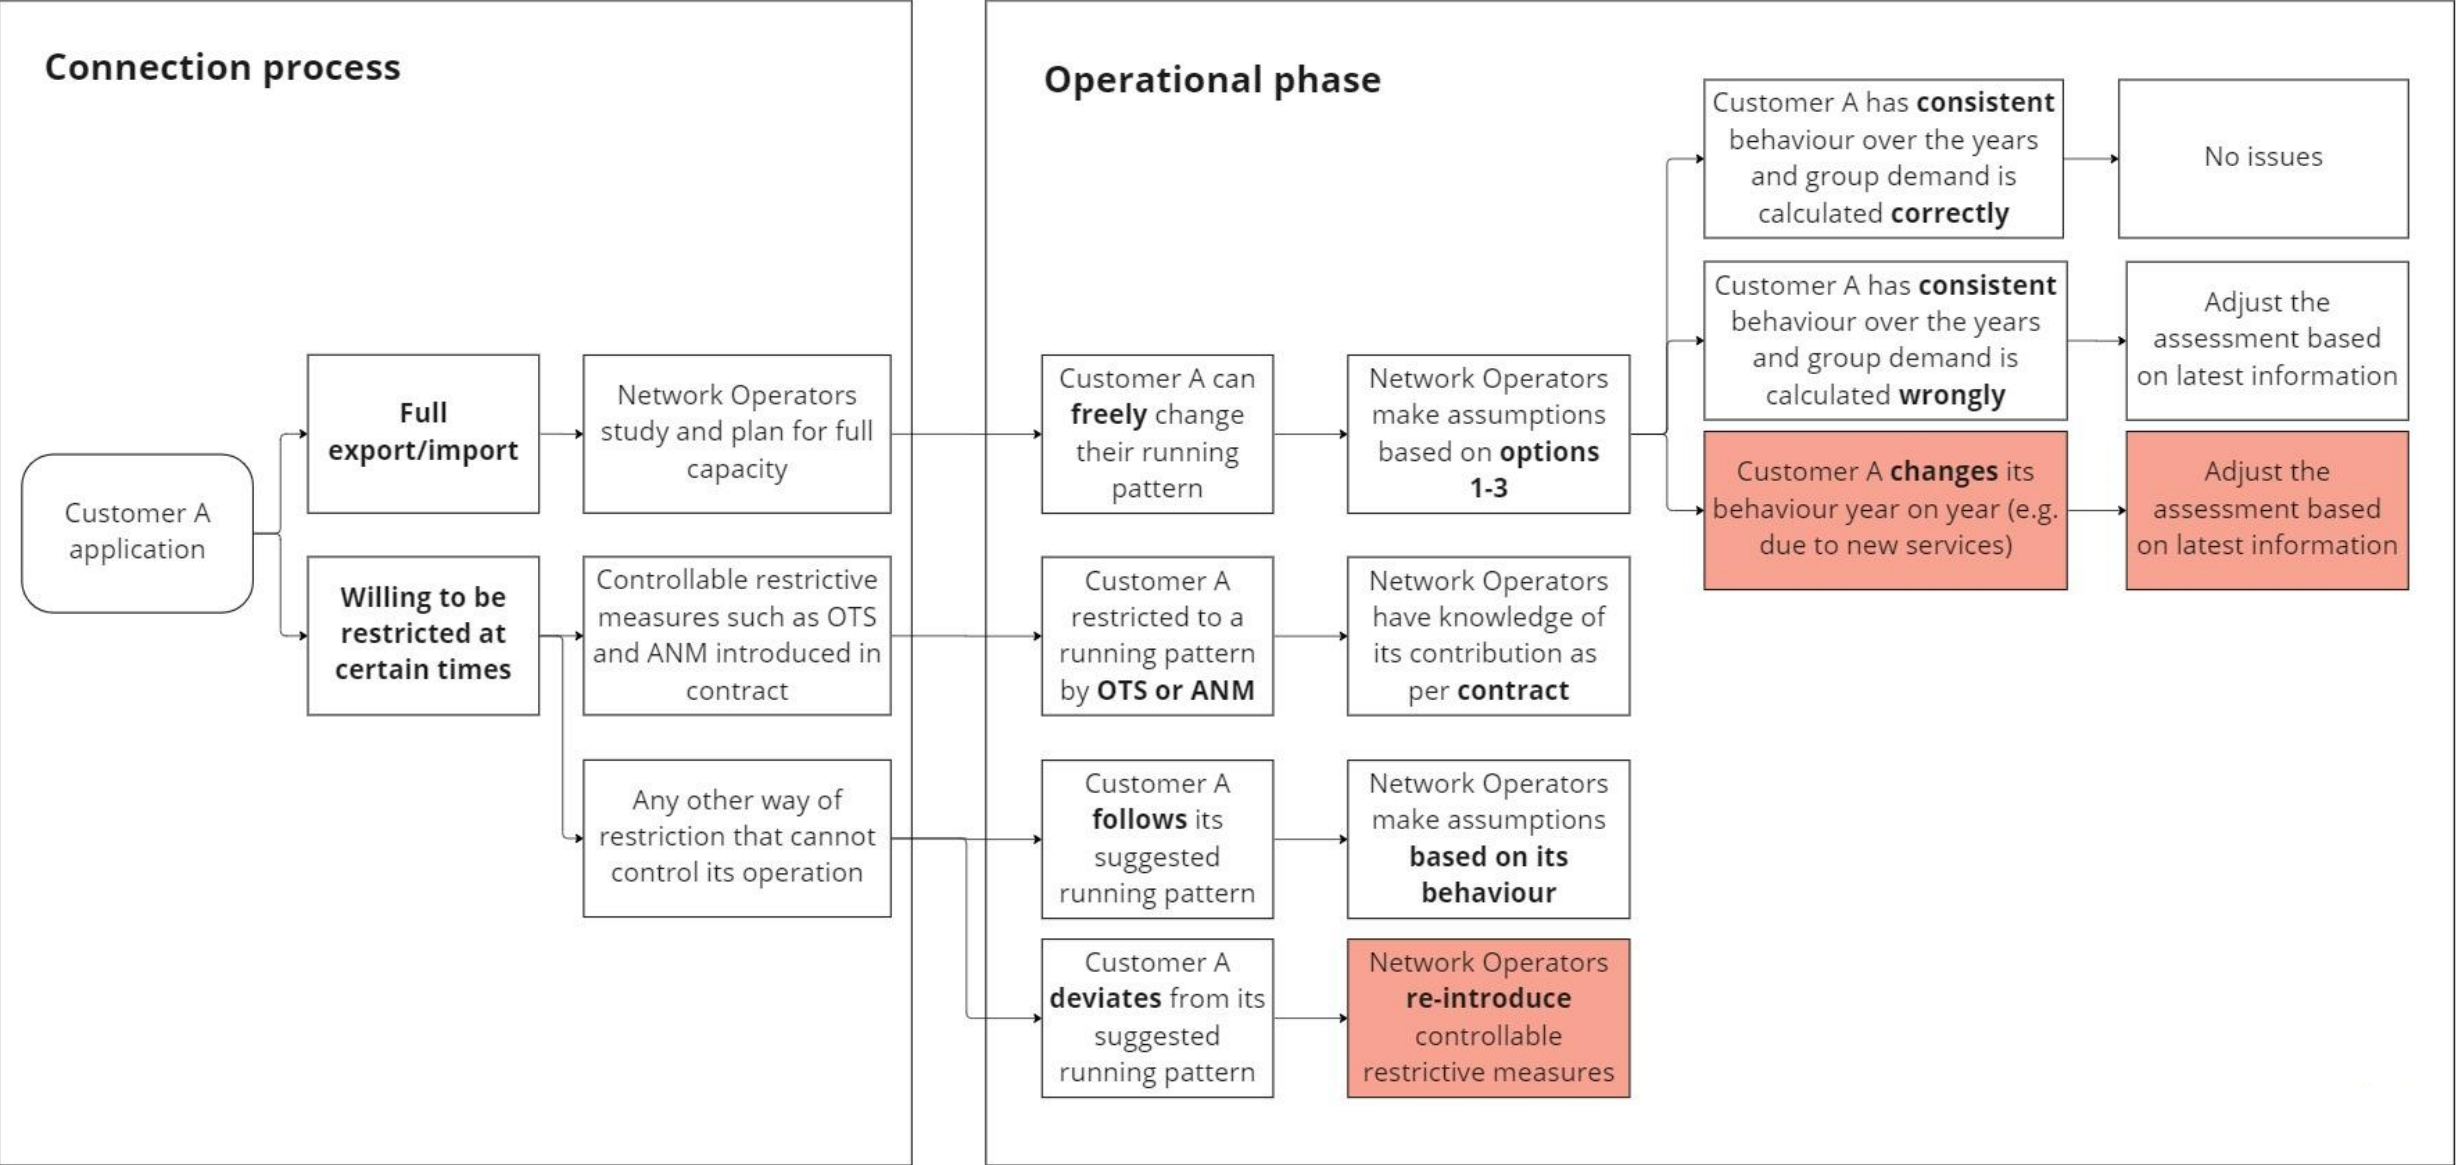 Connection process
Customer A
application
Full
export/import
Network Operators
study and plan for full
capacity
Willing to be
restricted at
certain times
Controllable restrictive
measures such as OTS
and ANM introduced in
contract
Any other way of
restriction that cannot
control its operation
Operational phase
Customer A can
freely change
their running
pattern
Network Operators
make assumptions
based on options
1-3
Customer A has consistent
behaviour over the years
and group demand is
calculated correctly
No issues
Customer A has consistent
behaviour over the years
and group demand is
calculated wrongly
Adjust the
assessment based
on latest information
Customer A changes its
behaviour year on year (e.g.
due to new services)
Adjust the
assessment based
on latest information
Customer A
restricted to a
running pattern
by OTS or ANM
Network Operators
have knowledge of
its contribution as
per contract
Customer A
follows its
suggested
running pattern
Network Operators
make assumptions
based on its
behaviour
Customer A
deviates from its
suggested
running pattern
Network Operators
re-introduce
controllable
restrictive measures